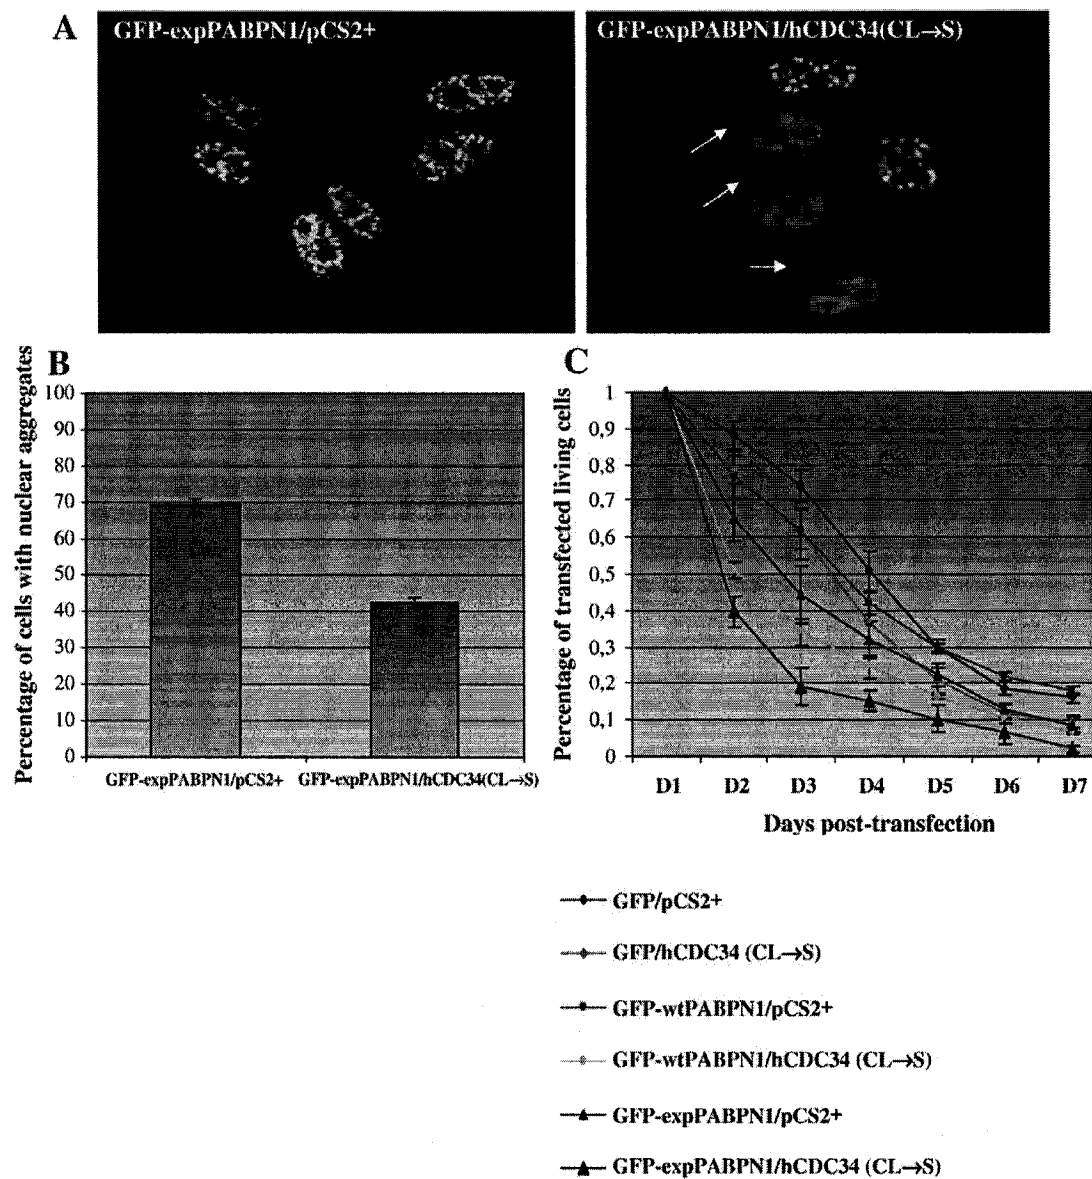 A
GFP-expPABPN1/pCS2+
GFP-expPABPN1/hCDC34(CL→S)
B
Percentage of cells with nuclear aggregates
100
90
80
70
60
50
40
30
20
10
0
GFP-expPABPN1/pCS2+
GFP-expPABPN1/hCDC34(CL→S)
C
Percentage of transfected living cells
1
0,9
0,8
0,7
0,6
0,5
0,4
0,3
0,2
0,1
0
D1 D2 D3 D4 D5 D6 D7
Days post-transfection
GFP/pCS2+
GFP/hCDC34 (CL→S)
GFP-wtPABPN1/pCS2+
GFP-wtPABPN1/hCDC34 (CL→S)
GFP-expPABPN1/pCS2+
GFP-expPABPN1/hCDC34 (CL→S)